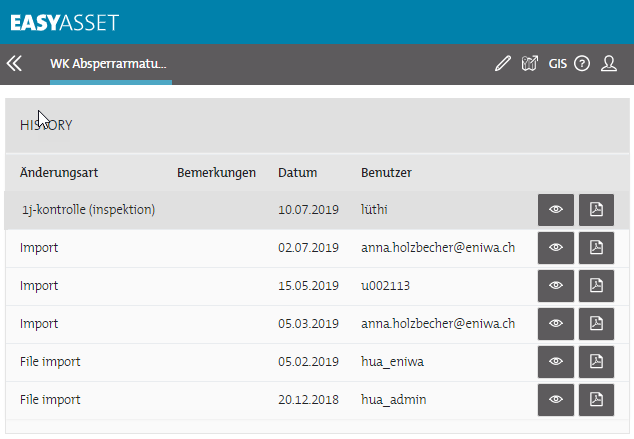 EASYASSET
WK Absperrarmatu... GIS ?
HISTORY
Änderungsart Bemerkungen Datum Benutzer
1j-kontrolle (inspektion) 10.07.2019 lüthi
Import 02.07.2019 anna.holzbecher@eniwa.ch
Import 15.05.2019 u002113
Import 05.03.2019 anna.holzbecher@eniwa.ch
File import 05.02.2019 hua_eniwa
File import 20.12.2018 hua_admin